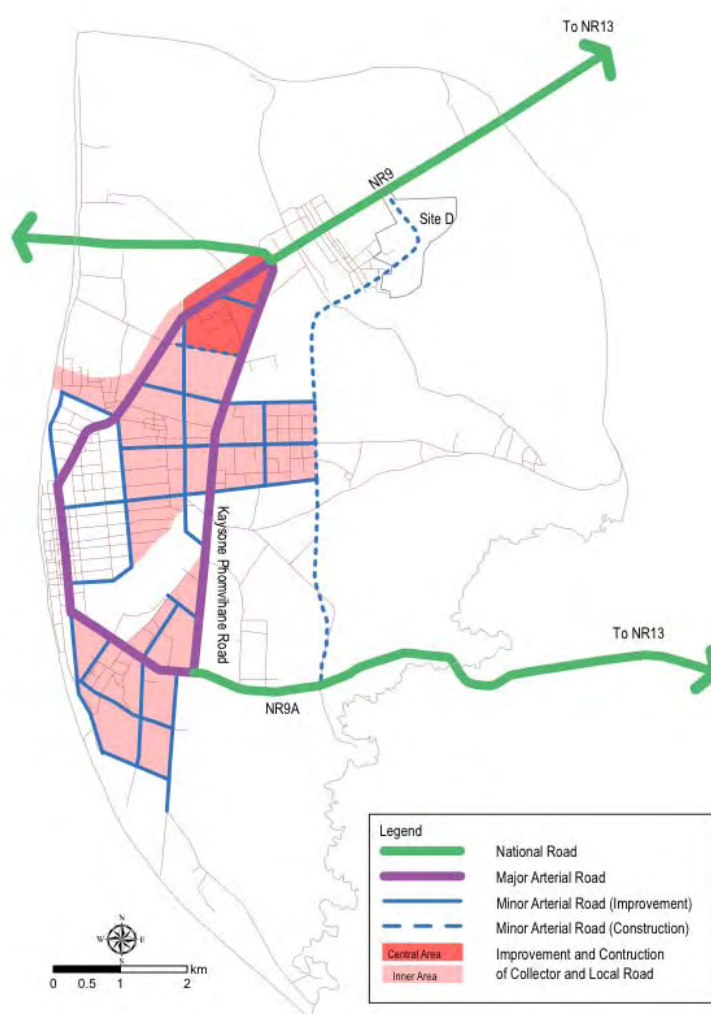 To NR13
NR9
Site D
Kaysone Phomvihane Road
To NR13
NR9A
Legend
National Road
Major Arterial Road
Minor Arterial Road (Improvement)
Minor Arterial Road (Construction)
Central Area
Improvement and Contruction
Inner Area
of Collector and Local Road
N
W E
S
km
0 0.5 1 2